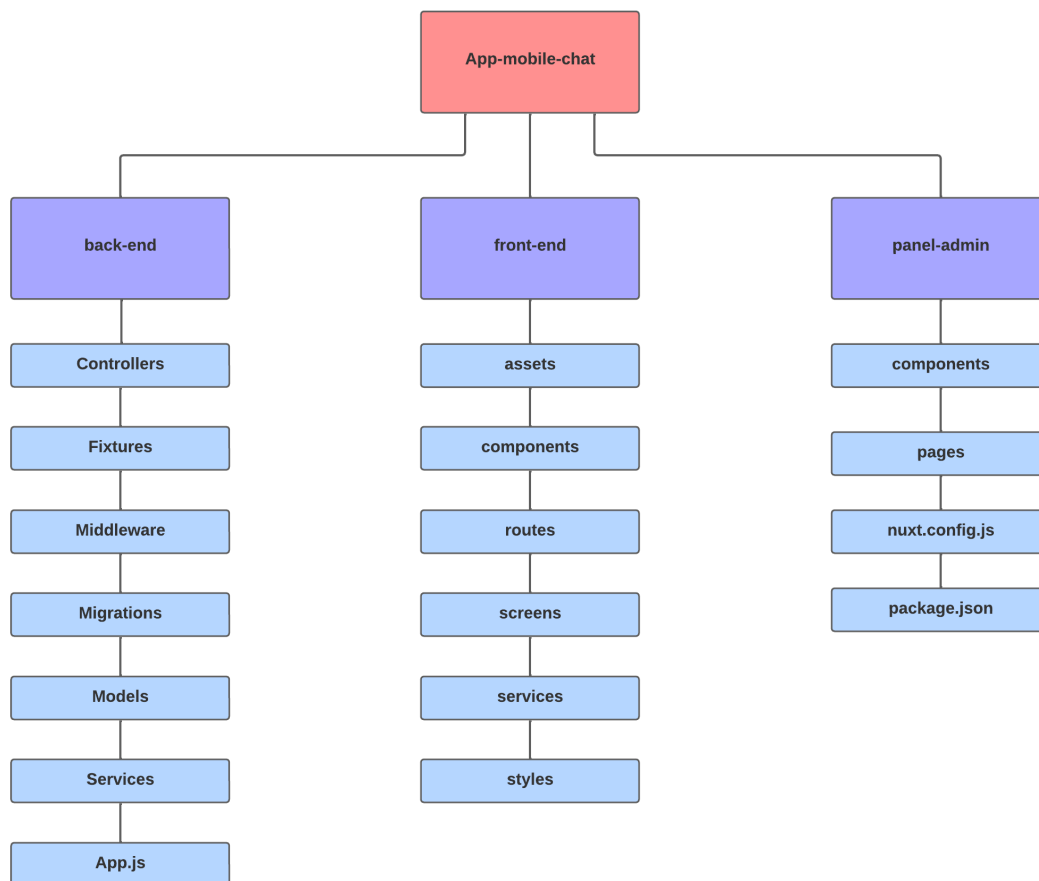 App-mobile-chat
back-end
front-end
panel-admin
Controllers
assets
components
Fixtures
components
pages
Middleware
routes
nuxt.config.js
Migrations
screens
package.json
Models
services
Services
styles
App.js